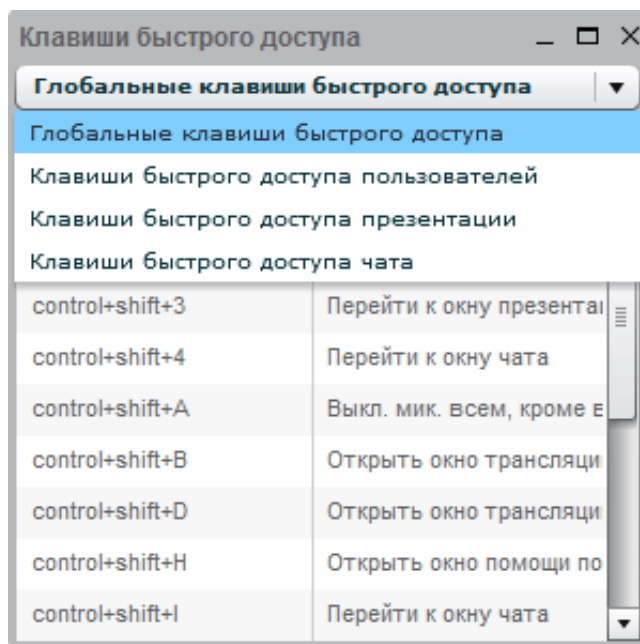 Клавиши быстрого доступа
Глобальные клавиши быстрого доступа
Глобальные клавиши быстрого доступа
Клавиши быстрого доступа пользователей
Клавиши быстрого доступа презентации
Клавиши быстрого доступа чата
control+shift+3 Перейти к окну
control+shift+4 Перейти к окну чата
control+shift+A Выкл. мик. всем, кроме
control+shift+B Открыть окно
control+shift+D Открыть окно
control+shift+H Открыть окно помощи по
control+shift+I Перейти к окну чата